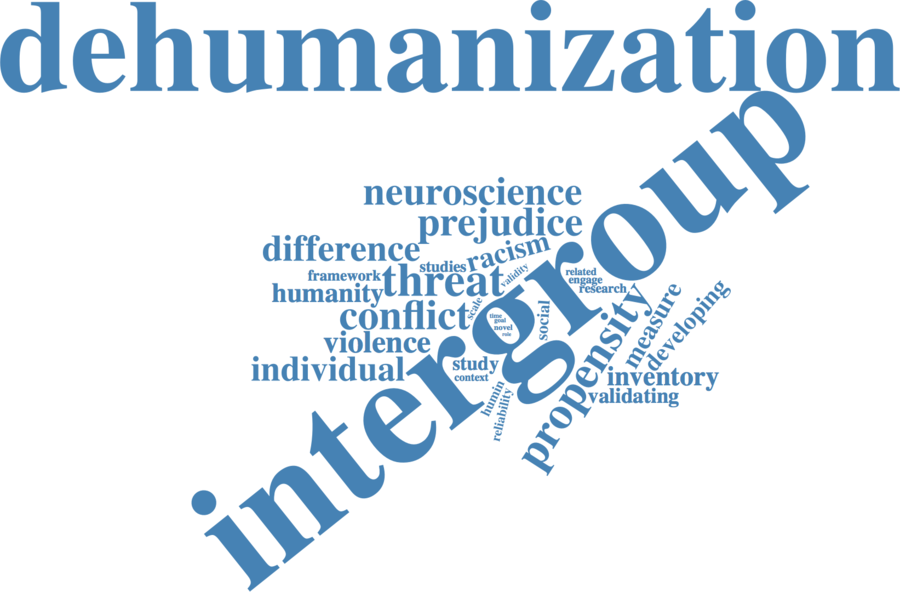 dehumanization
intergroup
neuroscience
prejudice
difference
racism
studies
threat
validity
framework
humanity
related
engage
research
conflict
scale
time
goal
novel
role
social
violence
individual
study
context
humin
reliability
propensity
measure
developing
inventory
validating